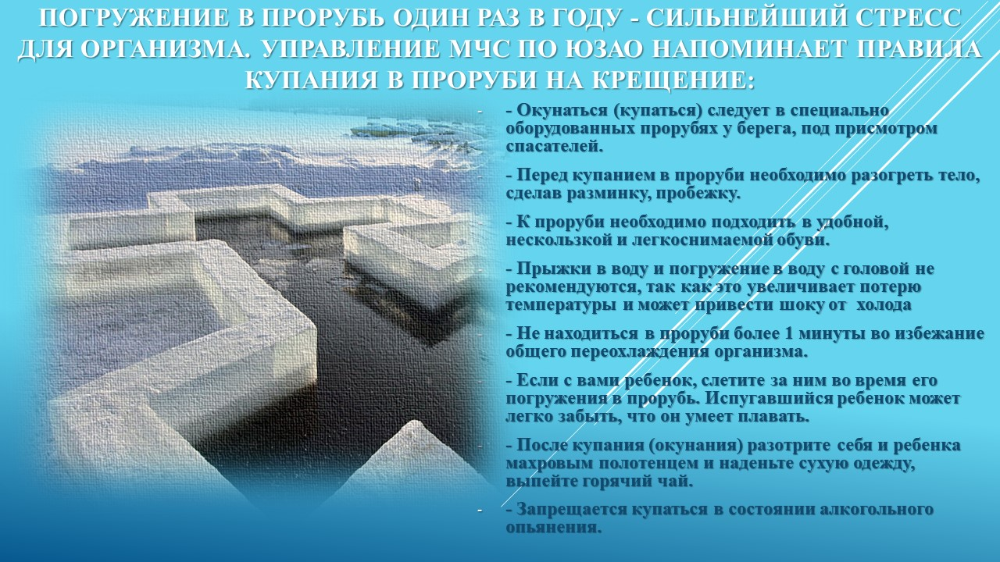 ПОГРУЖЕНИЕ В ПРОРУБЬ ОДИН РАЗ В ГОДУ - СИЛЬНЕЙШИЙ СТРЕСС
ДЛЯ ОРГАНИЗМА. УПРАВЛЕНИЕ МЧС ПО ЮЗАО НАПОМИНАЕТ ПРАВИЛА
КУПАНИЯ В ПРОРУБИ НА КРЕЩЕНИЕ:
- - Окунаться (купаться) следует в специально
оборудованных прорубях у берега, под присмотром
спасателей.
- Перед купанием в проруби необходимо разогреть тело,
сделав разминку, пробежку.
- К проруби необходимо подходить в удобной,
нескользкой и легкоснимаемой обуви.
- Прыжки в воду и погружение в воду с головой не
рекомендуются, так как это увеличивает потерю
температуры и может привести шоку от холода
- Не находиться в проруби более 1 минуты во избежание
общего переохлаждения организма.
- Если с вами ребенок, слетите за ним во время его
погружения в прорубь. Испугавшийся ребенок может
легко забыть, что он умеет плавать.
- После купания (окунания) разотрите себя и ребенка
махровым полотенцем и наденьте сухую одежду,
выпейте горячий чай.
- - Запрещается купаться в состоянии алкогольного
опьянения.